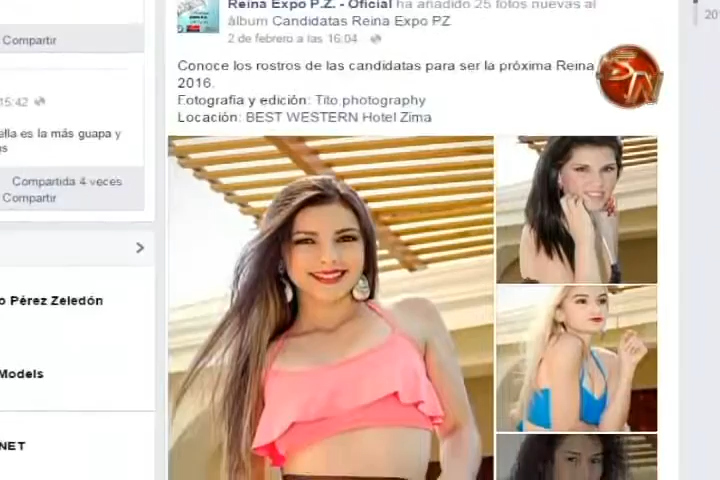 Reina Expo P.Z. - Oficial ha añadido 25 fotos nuevas al
álbum Candidatas Reina Expo PZ
2 de febrero a las 16:04
Compartir
Conoce los rostros de las candidatas para ser la próxima Reina
2016.
Fotografía y edición: Tito photography
Locación: BEST WESTERN Hotel Zima
15:42
ella es la más guapa y
Compartida 4 veces
Compartir
o Pérez Zeledón
Models
NET
SN